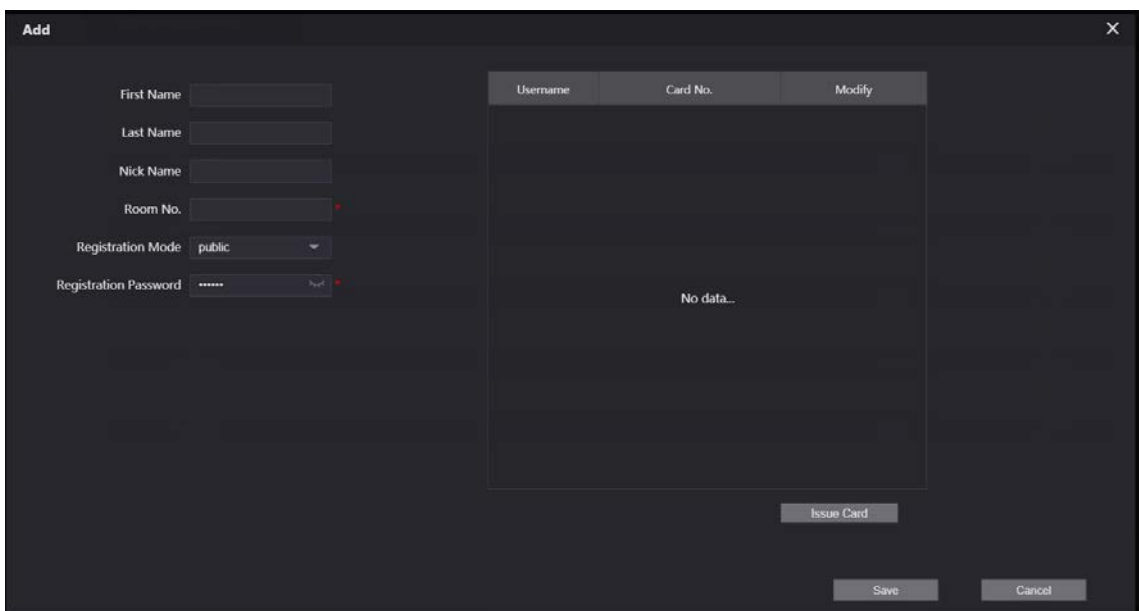 Add
First Name
Last Name
Nick Name
Room No. *
Registration Mode public
Registration Password •••••• *
Username Card No. Modify
No data...
Issue Card
Save Cancel